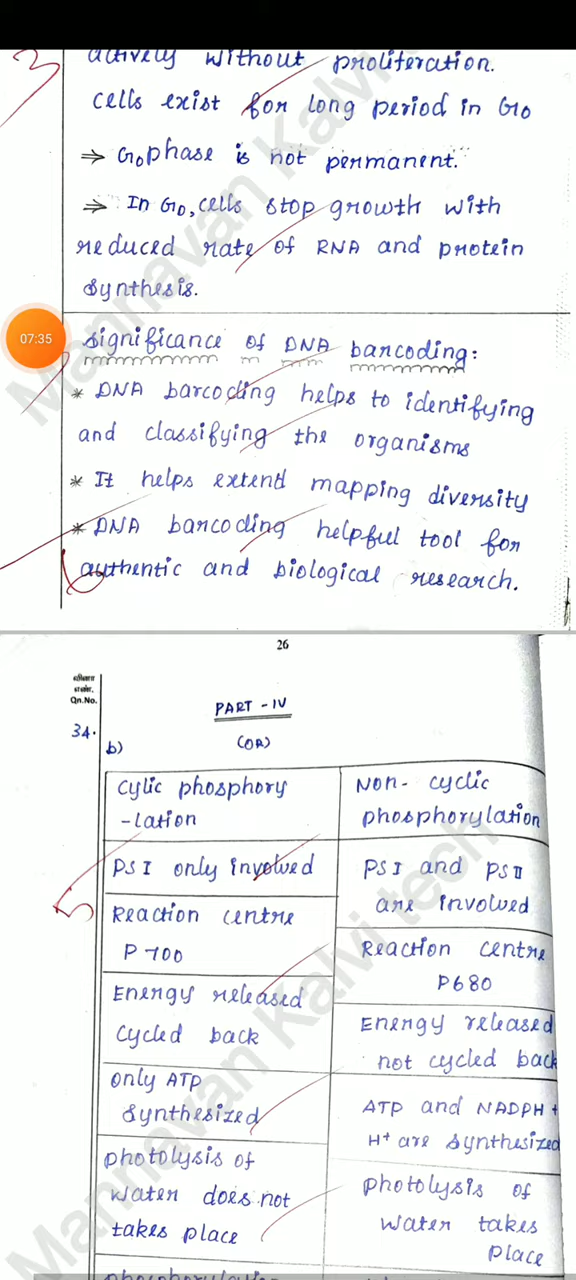 3
actively without proliferation.
Cells exist for long period in G0
⇒ G0 phase is not permanent.
⇒ In G0, cells stop growth with
reduced rate of RNA and protein
synthesis.
07:35
Significance of DNA barcoding:
* DNA barcoding helps to identifying
and classifying the organisms
* It helps extend mapping diversity
* DNA barcoding helpful tool for
authentic and biological research.
26
Qn.No.
PART - IV
34.
b)
(OR)
Cylic phosphory
-lation
Non-cyclic
phosphorylation
PS I only involved
PS I and PS II
are involved
5
Reaction centre
P 700
Reaction centre
P680
Energy released
cycled back
Energy released
not cycled back
Only ATP
synthesized
ATP and NADPH +
H+ are synthesized
photolysis of
water does not
takes place
photolysis of
water takes
place
Mannavan Kalvi tech